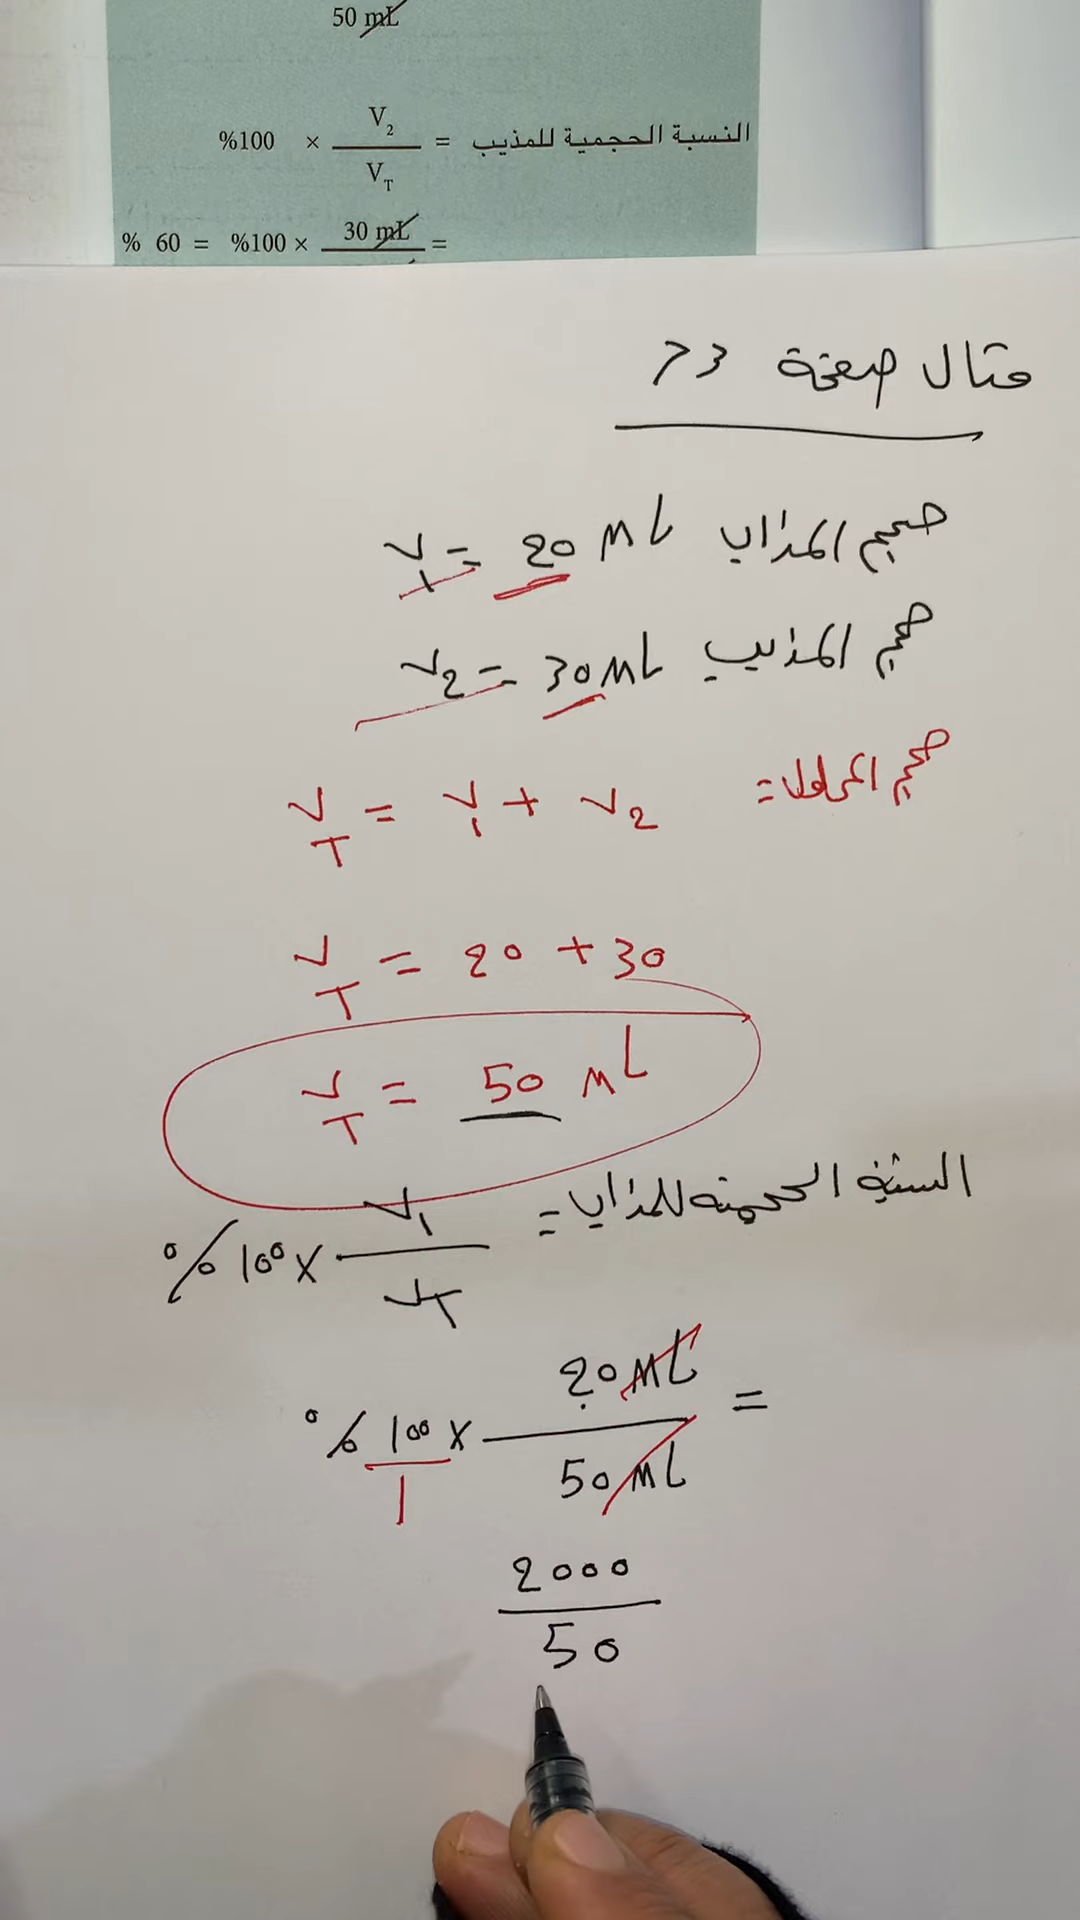 50 mL
النسبة الحجمية للمذيب = V₂ / V_T × %100
= 30 mL × %100 = 60 %
مثال صفحة 73
حجم المذاب V₁ = 20 mL
حجم المذيب V₂ = 30 mL
حجم المحلول = V_T = V₁ + V₂
V_T = 20 + 30
V_T = 50 mL
النسبة الحجمية للمذاب = V₁ / V_T × 100 %
= 20 mL / 50 mL × 100 / 1 %
2000 / 50